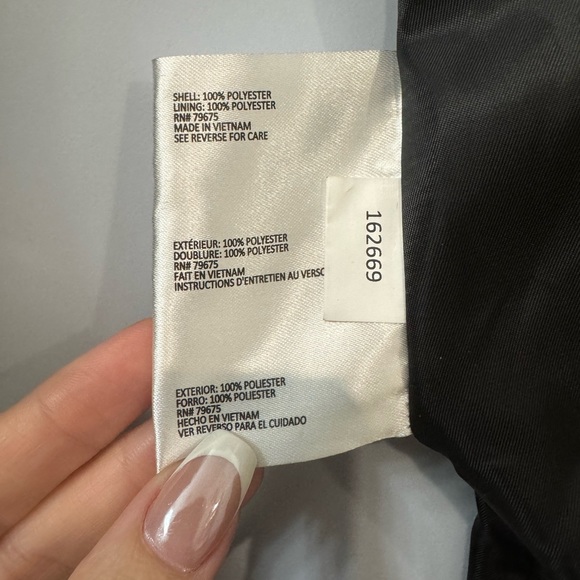 SHELL: 100% POLYESTER
LINING: 100% POLYESTER
RN# 79675
MADE IN VIETNAM
SEE REVERSE FOR CARE
162669
EXTÉRIEUR: 100% POLYESTER
DOUBLURE: 100% POLYESTER
RN# 79675
FAIT EN VIETNAM
INSTRUCTIONS D'ENTRETIEN AU VERSO
EXTERIOR: 100% POLIESTER
FORRO: 100% POLIESTER
RN# 79675
HECHO EN VIETNAM
VER REVERSO PARA EL CUIDADO